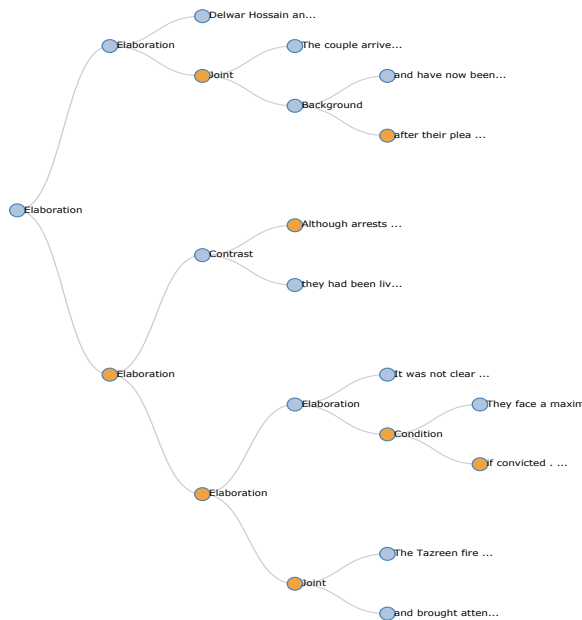 Delwar Hossain an...
Elaboration
The couple arrive...
Joint
and have now been...
Background
after their plea ...
Elaboration
Although arrests ...
Contrast
they had been liv...
Elaboration
It was not clear ...
Elaboration
They face a maxim
Condition
if convicted . ...
Elaboration
The Tazreen fire ...
Joint
and brought atten...